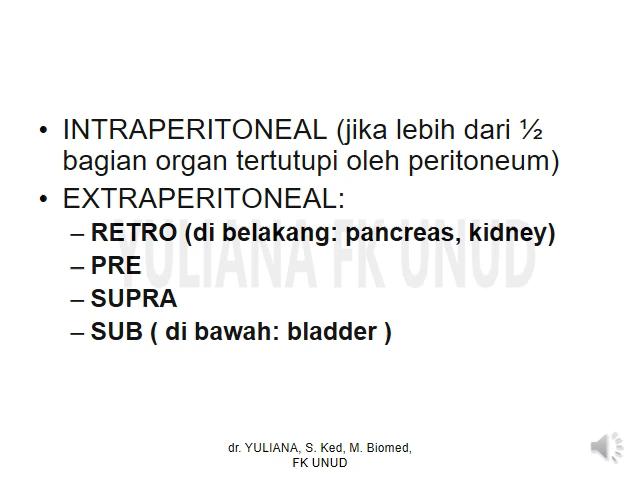 • INTRAPERITONEAL (jika lebih dari ½
bagian organ tertutupi oleh peritoneum)
• EXTRAPERITONEAL:
– RETRO (di belakang: pancreas, kidney)
– PRE
– SUPRA
– SUB ( di bawah: bladder )
YULIANA FK UNUD
dr. YULIANA, S. Ked, M. Biomed,
FK UNUD